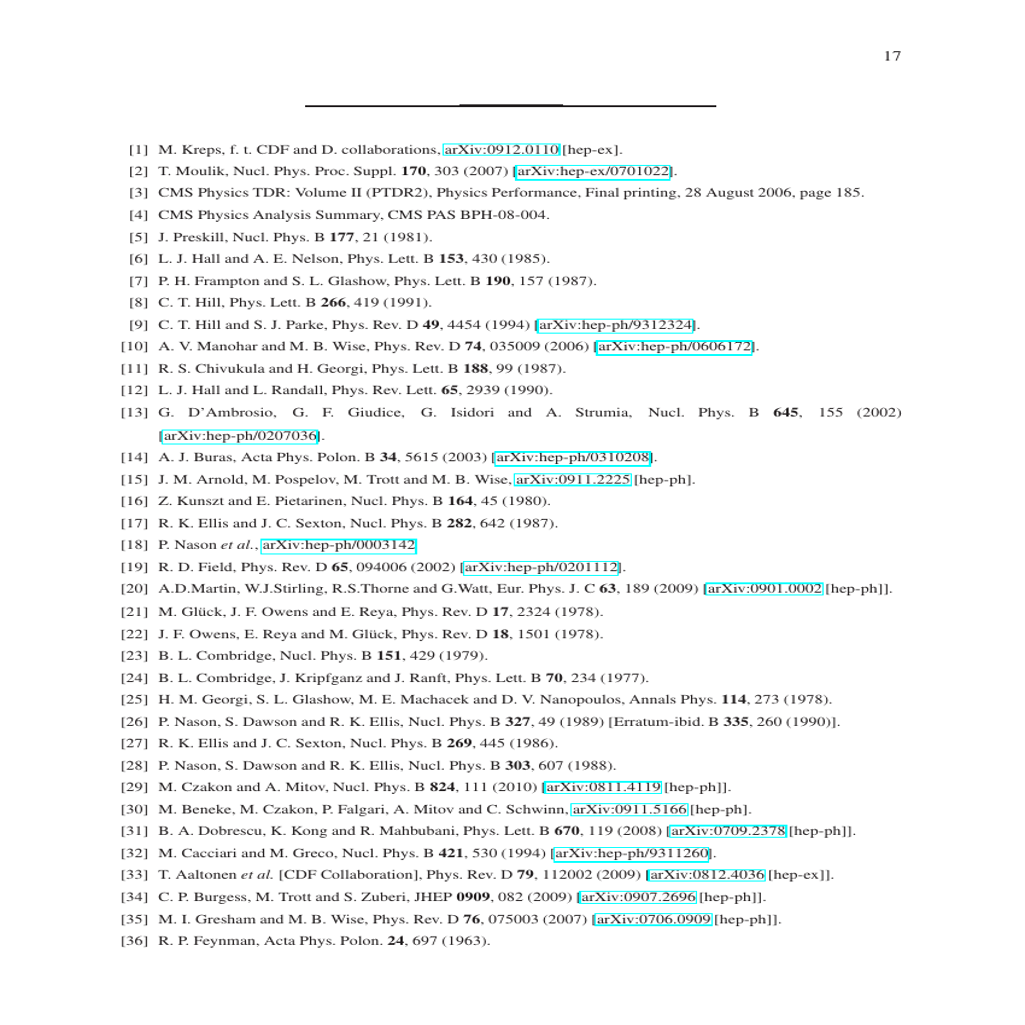 17
[1] M. Kreps, f. t. CDF and D. collaborations, arXiv:0912.0110 [hep-ex].
[2] T. Moulik, Nucl. Phys. Proc. Suppl. 170, 303 (2007) [arXiv:hep-ex/0701022].
[3] CMS Physics TDR: Volume II (PTDR2), Physics Performance, Final printing, 28 August 2006, page 185.
[4] CMS Physics Analysis Summary, CMS PAS BPH-08-004.
[5] J. Preskill, Nucl. Phys. B 177, 21 (1981).
[6] L. J. Hall and A. E. Nelson, Phys. Lett. B 153, 430 (1985).
[7] P. H. Frampton and S. L. Glashow, Phys. Lett. B 190, 157 (1987).
[8] C. T. Hill, Phys. Lett. B 266, 419 (1991).
[9] C. T. Hill and S. J. Parke, Phys. Rev. D 49, 4454 (1994) [arXiv:hep-ph/9312324].
[10] A. V. Manohar and M. B. Wise, Phys. Rev. D 74, 035009 (2006) [arXiv:hep-ph/0606172].
[11] R. S. Chivukula and H. Georgi, Phys. Lett. B 188, 99 (1987).
[12] L. J. Hall and L. Randall, Phys. Rev. Lett. 65, 2939 (1990).
[13] G. D'Ambrosio, G. F. Giudice, G. Isidori and A. Strumia, Nucl. Phys. B 645, 155 (2002)
[arXiv:hep-ph/0207036].
[14] A. J. Buras, Acta Phys. Polon. B 34, 5615 (2003) [arXiv:hep-ph/0310208].
[15] J. M. Arnold, M. Pospelov, M. Trott and M. B. Wise, arXiv:0911.2225 [hep-ph].
[16] Z. Kunszt and E. Pietarinen, Nucl. Phys. B 164, 45 (1980).
[17] R. K. Ellis and J. C. Sexton, Nucl. Phys. B 282, 642 (1987).
[18] P. Nason et al., arXiv:hep-ph/0003142
[19] R. D. Field, Phys. Rev. D 65, 094006 (2002) [arXiv:hep-ph/0201112].
[20] A.D.Martin, W.J.Stirling, R.S.Thorne and G.Watt, Eur. Phys. J. C 63, 189 (2009) [arXiv:0901.0002 [hep-ph]].
[21] M. Glück, J. F. Owens and E. Reya, Phys. Rev. D 17, 2324 (1978).
[22] J. F. Owens, E. Reya and M. Glück, Phys. Rev. D 18, 1501 (1978).
[23] B. L. Combridge, Nucl. Phys. B 151, 429 (1979).
[24] B. L. Combridge, J. Kripfganz and J. Ranft, Phys. Lett. B 70, 234 (1977).
[25] H. M. Georgi, S. L. Glashow, M. E. Machacek and D. V. Nanopoulos, Annals Phys. 114, 273 (1978).
[26] P. Nason, S. Dawson and R. K. Ellis, Nucl. Phys. B 327, 49 (1989) [Erratum-ibid. B 335, 260 (1990)].
[27] R. K. Ellis and J. C. Sexton, Nucl. Phys. B 269, 445 (1986).
[28] P. Nason, S. Dawson and R. K. Ellis, Nucl. Phys. B 303, 607 (1988).
[29] M. Czakon and A. Mitov, Nucl. Phys. B 824, 111 (2010) [arXiv:0811.4119 [hep-ph]].
[30] M. Beneke, M. Czakon, P. Falgari, A. Mitov and C. Schwinn, arXiv:0911.5166 [hep-ph].
[31] B. A. Dobrescu, K. Kong and R. Mahbubani, Phys. Lett. B 670, 119 (2008) [arXiv:0709.2378 [hep-ph]].
[32] M. Cacciari and M. Greco, Nucl. Phys. B 421, 530 (1994) [arXiv:hep-ph/9311260].
[33] T. Aaltonen et al. [CDF Collaboration], Phys. Rev. D 79, 112002 (2009) [arXiv:0812.4036 [hep-ex]].
[34] C. P. Burgess, M. Trott and S. Zuberi, JHEP 0909, 082 (2009) [arXiv:0907.2696 [hep-ph]].
[35] M. I. Gresham and M. B. Wise, Phys. Rev. D 76, 075003 (2007) [arXiv:0706.0909 [hep-ph]].
[36] R. P. Feynman, Acta Phys. Polon. 24, 697 (1963).